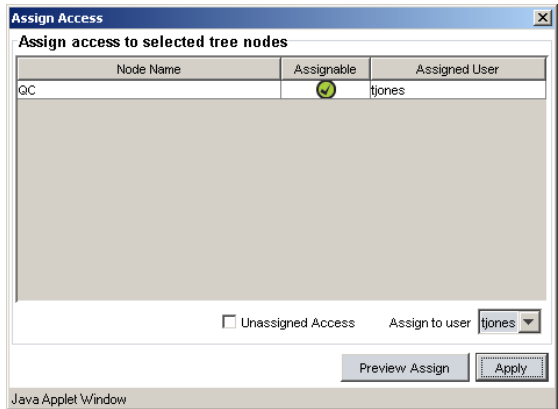 Assign Access
Assign access to selected tree nodes
Node Name Assignable Assigned User
QC tjones
Unassigned Access Assign to user tjones
Preview Assign Apply
Java Applet Window